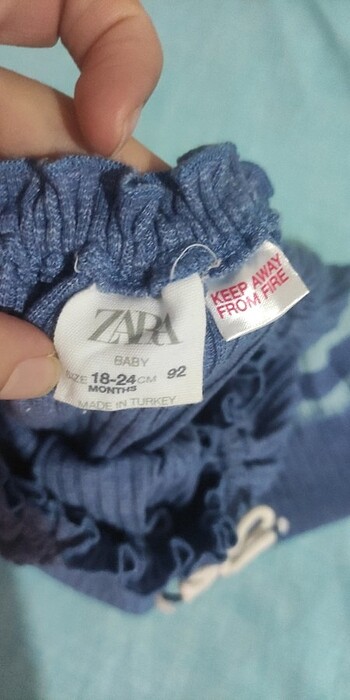 ZARA
BABY
SIZE 18-24 CM 92
MONTHS
MADE IN TURKEY
KEEP AWAY
FROM FIRE